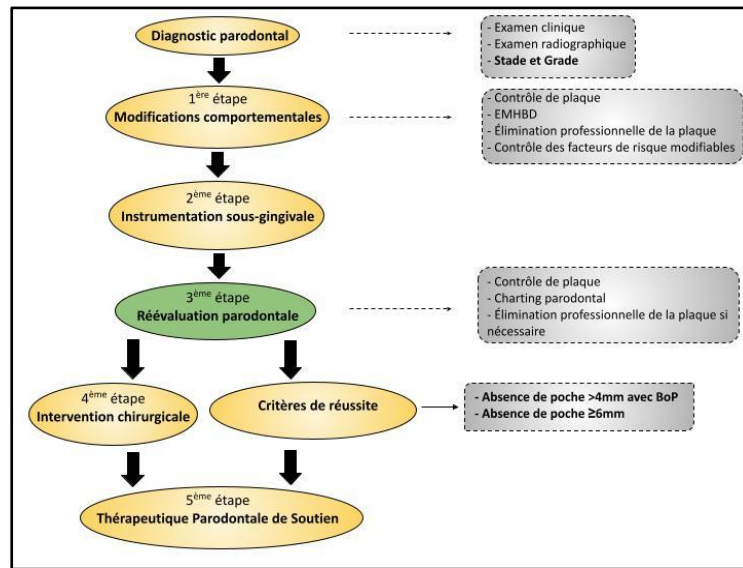 Diagnostic parodontal
- Examen clinique
- Examen radiographique
- Stade et Grade
1ère étape
Modifications comportementales
- Contrôle de plaque
- EMHBD
- Élimination professionnelle de la plaque
- Contrôle des facteurs de risque modifiables
2ème étape
Instrumentation sous-gingivale
3ème étape
Réévaluation parodontale
- Contrôle de plaque
- Charting parodontal
- Élimination professionnelle de la plaque si
nécessaire
4ème étape
Intervention chirurgicale
Critères de réussite
- Absence de poche >4mm avec BoP
- Absence de poche ≥6mm
5ème étape
Thérapeutique Parodontale de Soutien